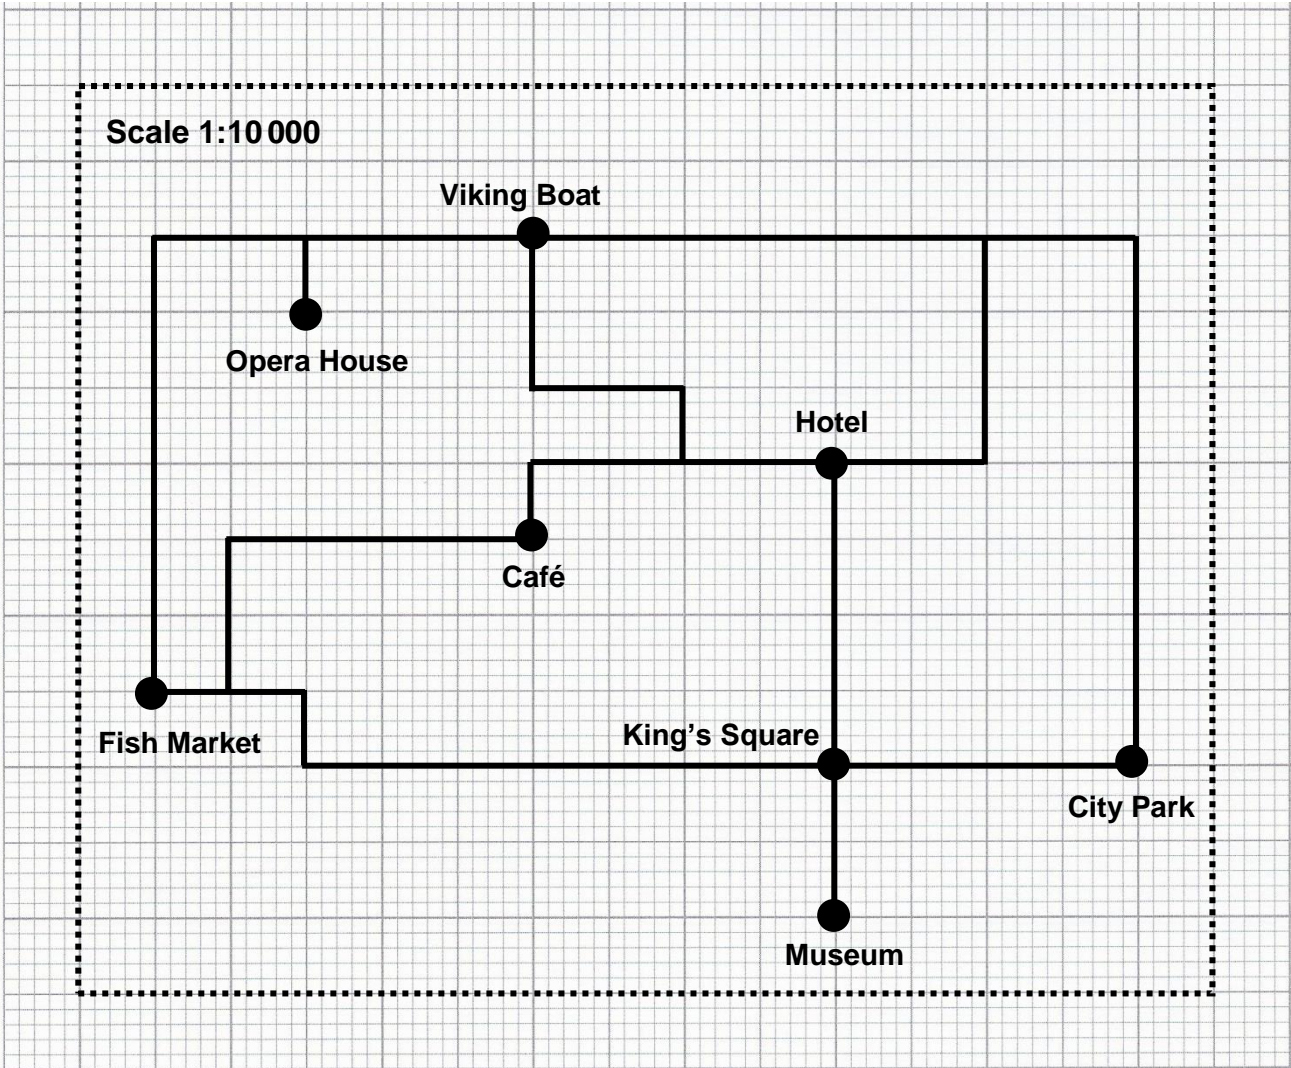 Scale 1:10 000
Viking Boat
Opera House
Hotel
Café
King’s Square
Fish Market
City Park
Museum